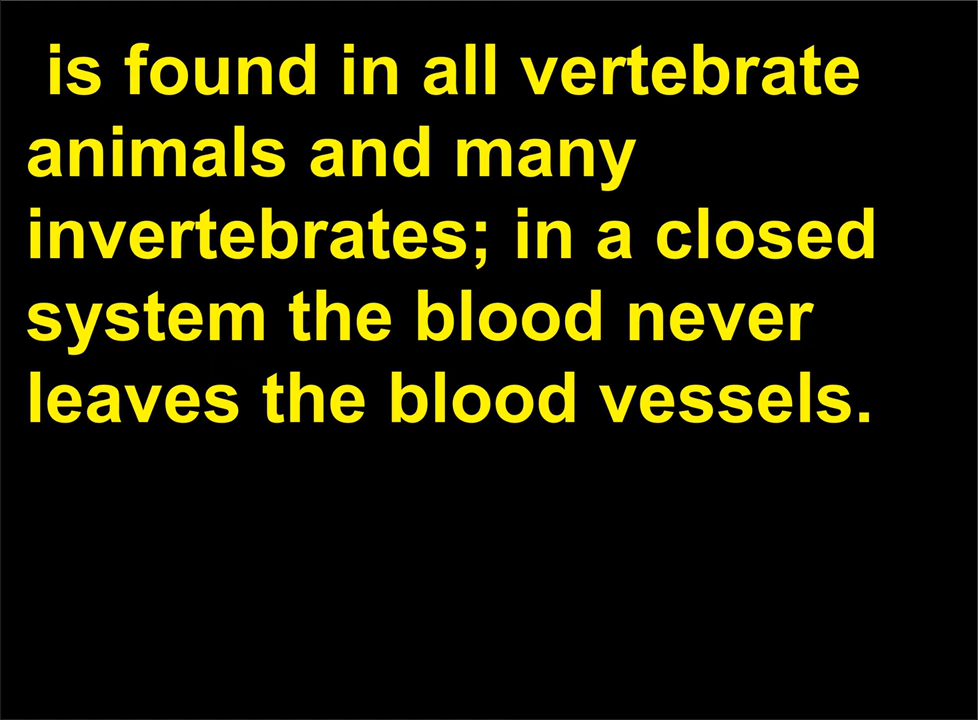 is found in all vertebrate
animals and many
invertebrates; in a closed
system the blood never
leaves the blood vessels.